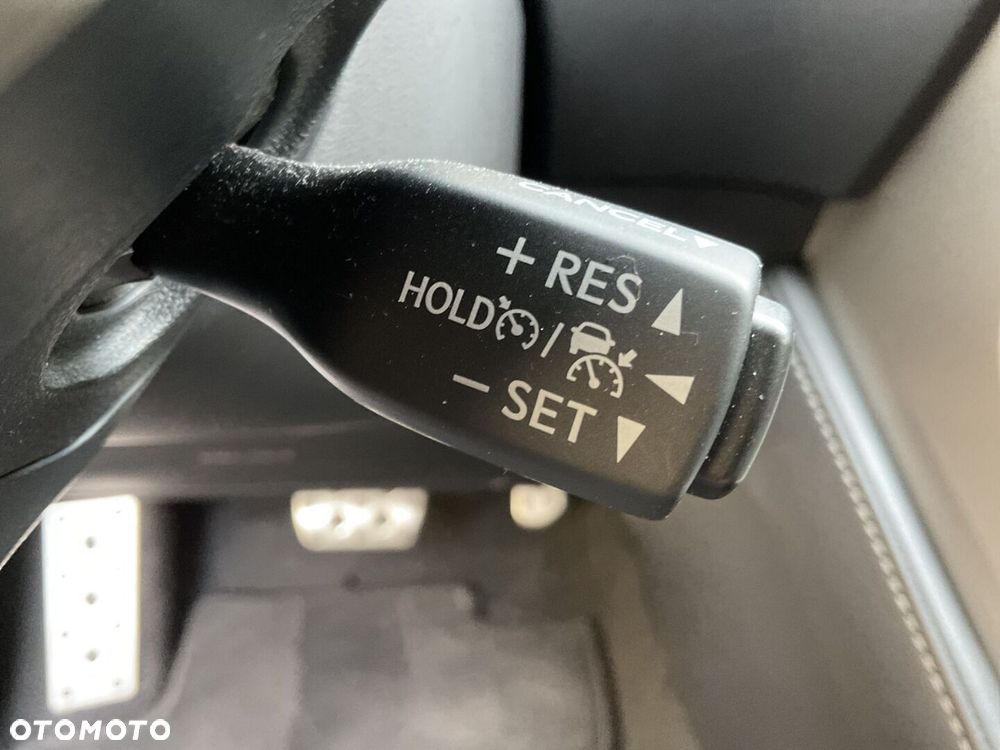 CANCEL
+ RES
HOLD /
- SET
OTOMOTO